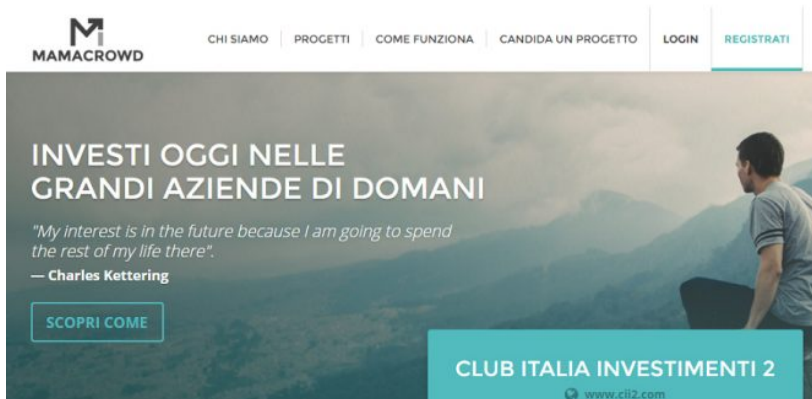 MAMACROWD
CHI SIAMO PROGETTI COME FUNZIONA CANDIDA UN PROGETTO LOGIN REGISTRATI
INVESTI OGGI NELLE
GRANDI AZIENDE DI DOMANI
"My interest is in the future because I am going to spend
the rest of my life there".
— Charles Kettering
SCOPRI COME
CLUB ITALIA INVESTIMENTI 2
www.cii2.com